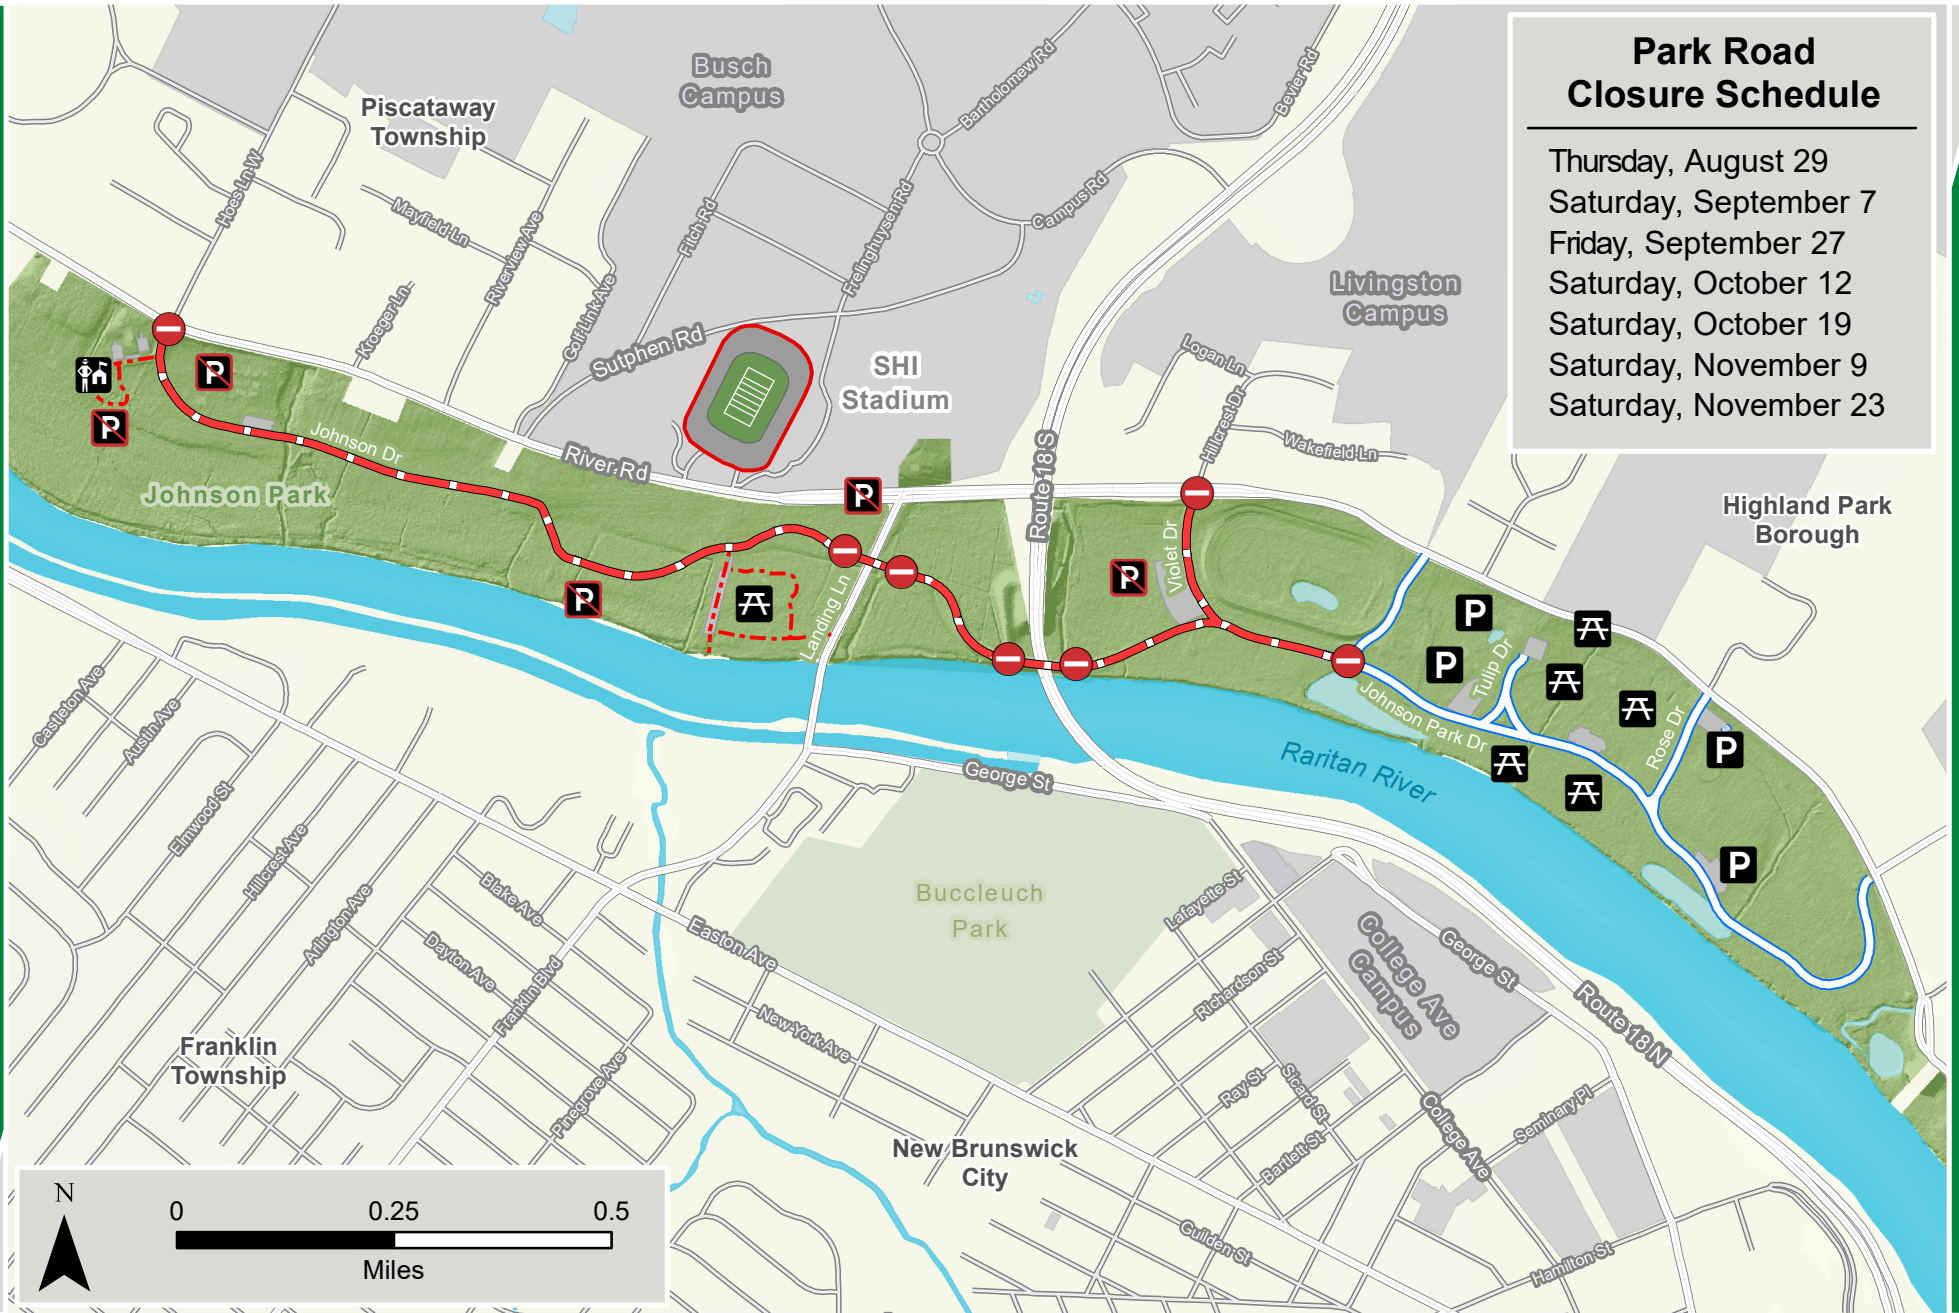 Park Road
Closure Schedule
Thursday, August 29
Saturday, September 7
Friday, September 27
Saturday, October 12
Saturday, October 19
Saturday, November 9
Saturday, November 23
Busch
Campus
Piscataway
Township
Bartholomew Rd
Bevier Rd
Hoes Ln W
Mayfield Ln
Riverview Ave
Fitch Rd
Frelinghuysen Rd
Campus Rd
Kroeger Ln
Golf Link Ave
Sutphen Rd
SHI
Stadium
Livingston
Campus
Logan Ln
Hillcrest Dr
Wakefield Ln
Johnson Dr
River Rd
Route 18 S
Johnson Park
Highland Park
Borough
P
P
P
P
P
Violet Dr
Landing Ln
P
P
Tulip Dr
Johnson Park Dr
Rose Dr
P
P
Raritan River
George St
Castleton Ave
Austin Ave
Elmwood St
Hillcrest Ave
Arlington Ave
Blake Ave
Dayton Ave
Franklin Blvd
Easton Ave
New York Ave
Pinegrove Ave
Buccleuch
Park
Lafayette St
Richardson St
College Ave
Campus
George St
Route 18 N
Ray St
Sicard St
Bartlett St
College Ave
Seminary Pl
Guilden St
Hamilton St
Franklin
Township
New Brunswick
City
N
0 0.25 0.5
Miles